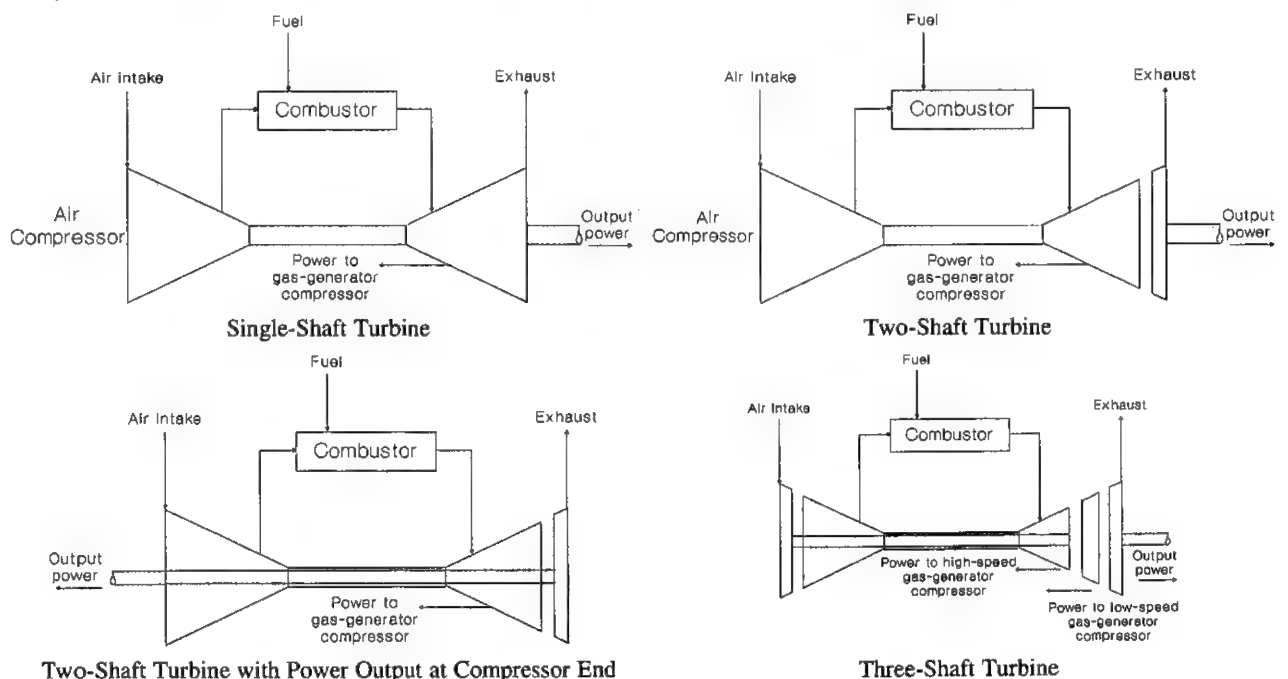 Fuel
Air Intake
Exhaust
Combustor
Air
Compressor
Output
power
Power to
gas-generator
compressor
Single-Shaft Turbine
Fuel
Air Intake
Exhaust
Combustor
Air
Compressor
Output
power
Power to
gas-generator
compressor
Two-Shaft Turbine
Fuel
Air Intake
Exhaust
Combustor
Output
power
Power to
gas-generator
compressor
Two-Shaft Turbine with Power Output at Compressor End
Fuel
Air Intake
Exhaust
Combustor
Power to high-speed
gas-generator
compressor
Output
power
Power to low-speed
gas-generator
compressor
Three-Shaft Turbine